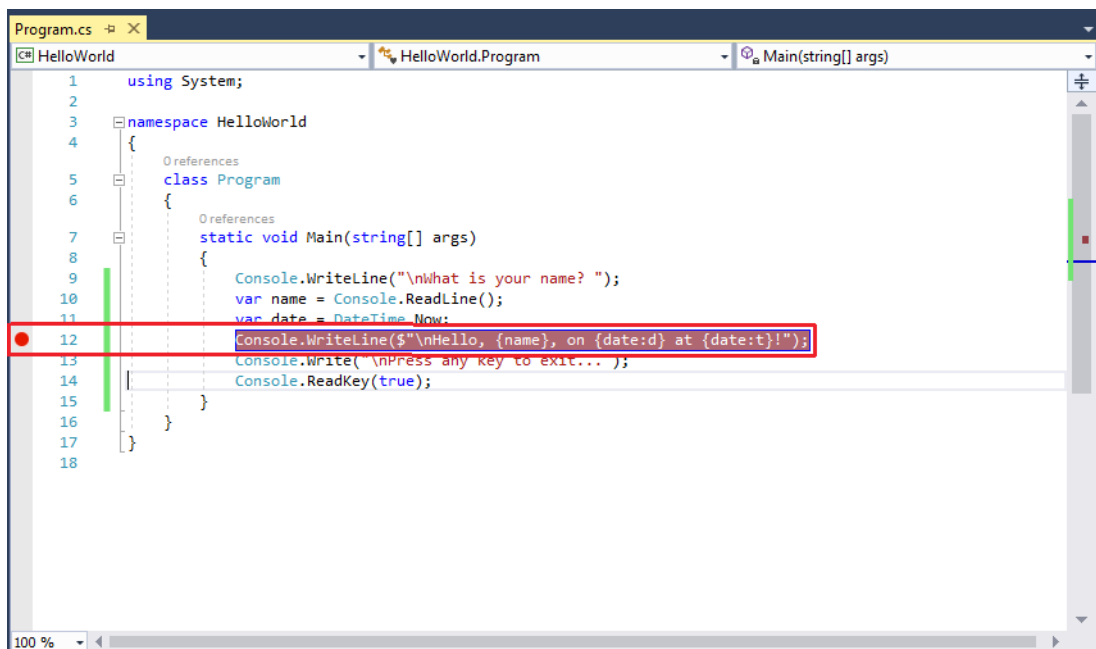 Program.cs
C# HelloWorld HelloWorld.Program Main(string[] args)
1 using System;
2
3 namespace HelloWorld
4 {
0 references
5 class Program
6 {
0 references
7 static void Main(string[] args)
8 {
9 Console.WriteLine("\nWhat is your name? ");
10 var name = Console.ReadLine();
11 var date = DateTime.Now;
12 Console.WriteLine($"\nHello, {name}, on {date:d} at {date:t}!");
13 Console.Write("\nPress any key to exit... ");
14 Console.ReadKey(true);
15 }
16 }
17 }
18
100 %